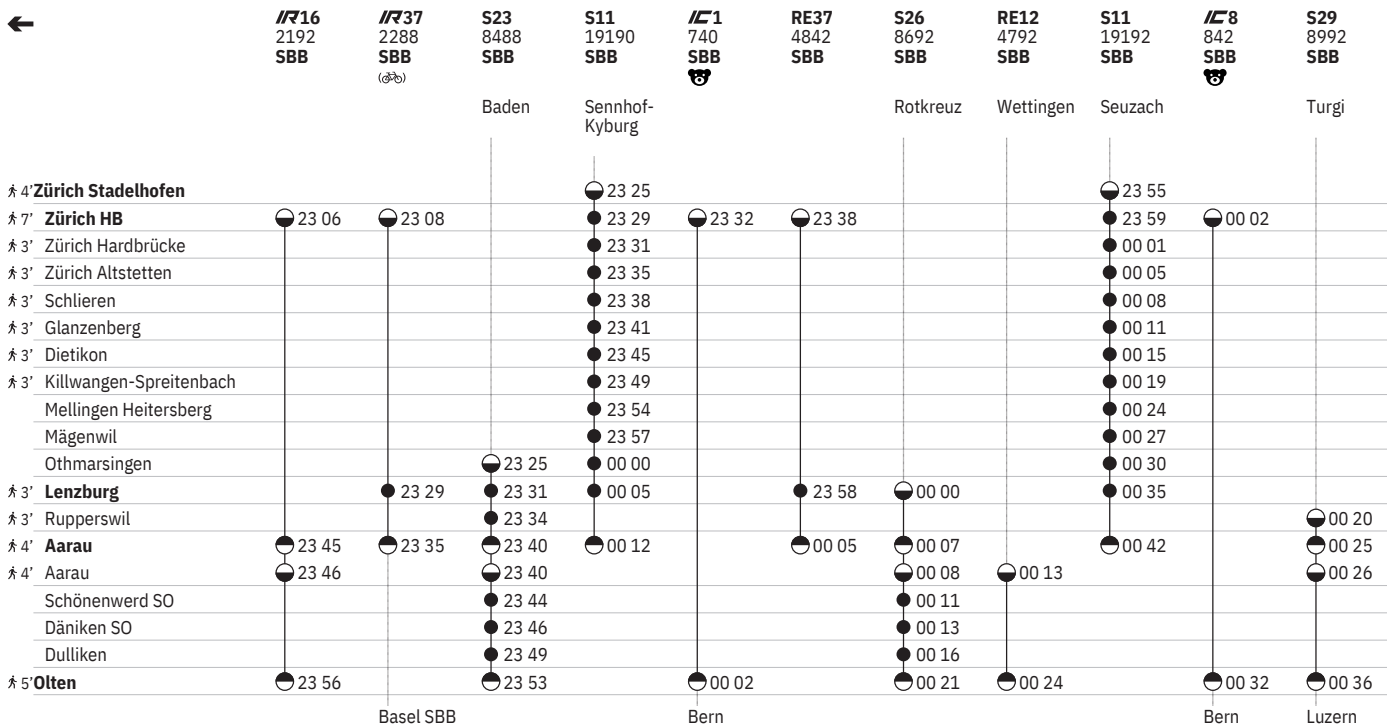 IR16 IR37 S23 S11 IC1 RE37 S26 RE12 S11 IC8 S29
2192 2288 8488 19190 740 4842 8692 4792 19192 842 8992
SBB SBB SBB SBB SBB SBB SBB SBB SBB SBB SBB
Baden Sennhof- Rotkreuz Wettingen Seuzach Turgi
Kyburg
4' Zürich Stadelhofen 23 25 23 55
7' Zürich HB 23 06 23 08 23 29 23 32 23 38 23 59 00 02
3' Zürich Hardbrücke 23 31 00 01
3' Zürich Altstetten 23 35 00 05
3' Schlieren 23 38 00 08
3' Glanzenberg 23 41 00 11
3' Dietikon 23 45 00 15
3' Killwangen-Spreitenbach 23 49 00 19
Mellingen Heitersberg 23 54 00 24
Mägenwil 23 57 00 27
Othmarsingen 23 25 00 00 00 30
3' Lenzburg 23 29 23 31 00 05 23 58 00 00 00 35
3' Rupperswil 23 34 00 20
4' Aarau 23 45 23 35 23 40 00 12 00 05 00 07 00 42 00 25
4' Aarau 23 46 23 40 00 08 00 13 00 26
Schönenwerd SO 23 44 00 11
Däniken SO 23 46 00 13
Dulliken 23 49 00 16
5' Olten 23 56 23 53 00 02 00 21 00 24 00 32 00 36
Basel SBB Bern Bern Luzern